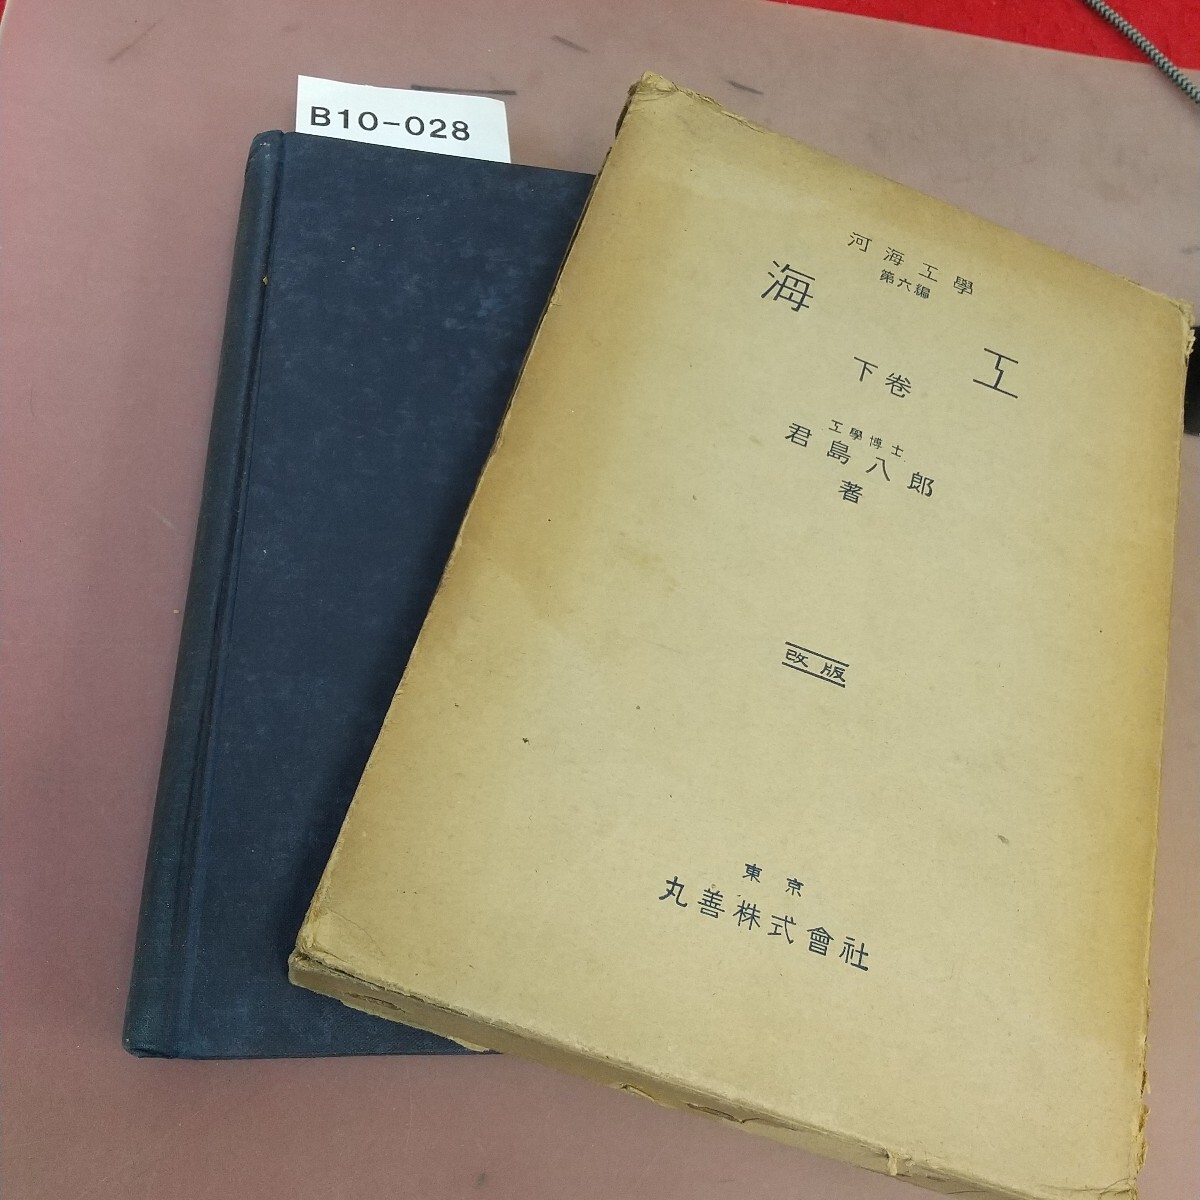 B10-028
河海工學
第六編
海工
下卷
工學博士
君島八郎
著
改版
東京
丸善株式會社